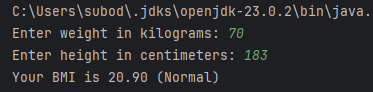 C:\Users\subod\.jdks\openjdk-23.0.2\bin\java.
Enter weight in kilograms: 70
Enter height in centimeters: 183
Your BMI is 20.90 (Normal)